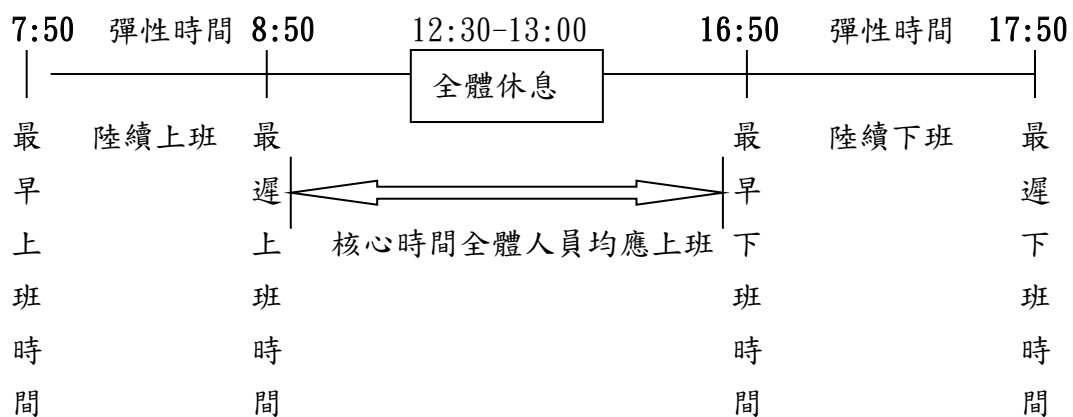 7:50 彈性時間 8:50 12:30-13:00 16:50 彈性時間 17:50
全體休息
最早上班時間
陸續上班
最遲上班時間
核心時間全體人員均應上班
最早下班時間
陸續下班
最遲下班時間